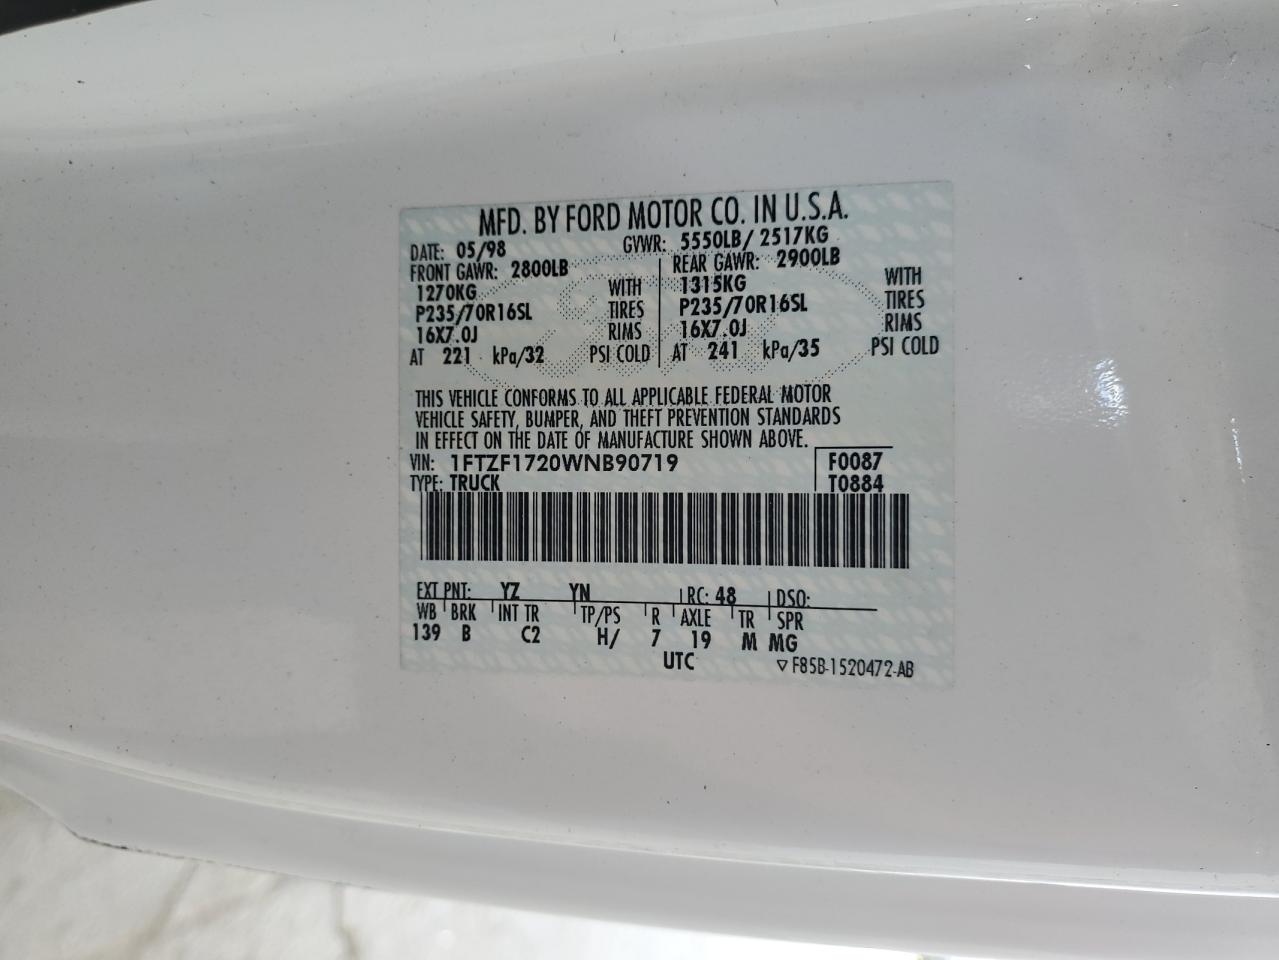 MFD. BY FORD MOTOR CO. IN U.S.A.
DATE: 05/98 GVWR: 5550LB/ 2517KG
FRONT GAWR: 2800LB REAR GAWR: 2900LB
1270KG WITH 1315KG WITH
P235/70R16SL TIRES P235/70R16SL TIRES
16X7.0J RIMS 16X7.0J RIMS
AT 221 kPa/32 PSI COLD AT 241 kPa/35 PSI COLD
THIS VEHICLE CONFORMS TO ALL APPLICABLE FEDERAL MOTOR
VEHICLE SAFETY, BUMPER, AND THEFT PREVENTION STANDARDS
IN EFFECT ON THE DATE OF MANUFACTURE SHOWN ABOVE.
VIN: 1FTZF1720WNB90719 F0087
TYPE: TRUCK T0884
EXT PNT: YZ YN RC: 48 DSO:
WB BRK INT TR TP/PS R AXLE TR SPR
139 B C2 H/ 7 19 M MG
UTC ▽F85B-1520472-AB